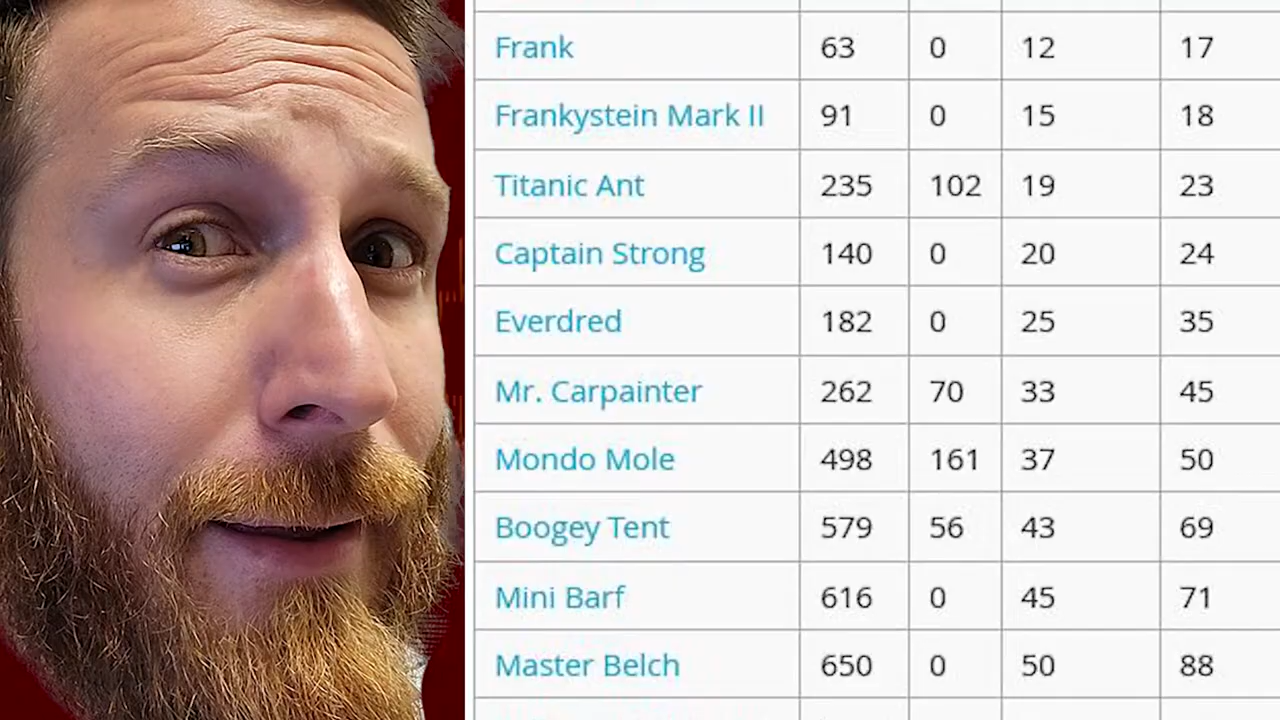 Frank 63 0 12 17
Frankystein Mark II 91 0 15 18
Titanic Ant 235 102 19 23
Captain Strong 140 0 20 24
Everdred 182 0 25 35
Mr. Carpainter 262 70 33 45
Mondo Mole 498 161 37 50
Boogey Tent 579 56 43 69
Mini Barf 616 0 45 71
Master Belch 650 0 50 88